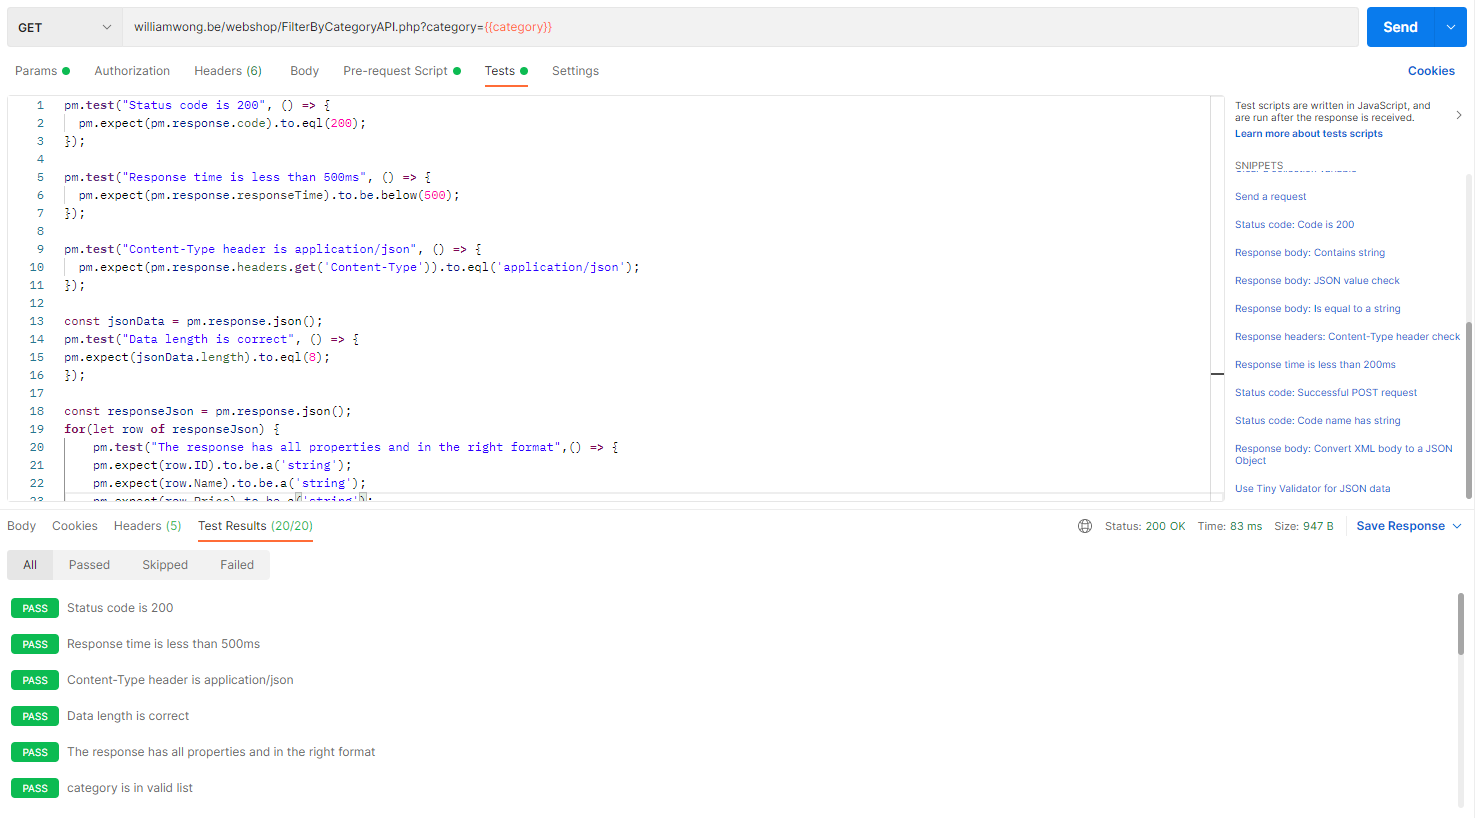 GET
williamwong.be/webshop/FilterByCategoryAPI.php?category={{category}}
Send
Params
Authorization
Headers (6)
Body
Pre-request Script
Tests
Settings
Cookies
1 pm.test("Status code is 200", () => {
2 pm.expect(pm.response.code).to.eql(200);
3 });
4
5 pm.test("Response time is less than 500ms", () => {
6 pm.expect(pm.response.responseTime).to.be.below(500);
7 });
8
9 pm.test("Content-Type header is application/json", () => {
10 pm.expect(pm.response.headers.get('Content-Type')).to.eql('application/json');
11 });
12
13 const jsonData = pm.response.json();
14 pm.test("Data length is correct", () => {
15 pm.expect(jsonData.length).to.eql(8);
16 });
17
18 const responseJson = pm.response.json();
19 for(let row of responseJson) {
20 pm.test("The response has all properties and in the right format",() => {
21 pm.expect(row.ID).to.be.a('string');
22 pm.expect(row.Name).to.be.a('string');
23 pm.expect(row.Price).to.be.a('string');
Test scripts are written in JavaScript, and
are run after the response is received.
Learn more about tests scripts
SNIPPETS
Send a request
Status code: Code is 200
Response body: Contains string
Response body: JSON value check
Response body: Is equal to a string
Response headers: Content-Type header check
Response time is less than 200ms
Status code: Successful POST request
Status code: Code name has string
Response body: Convert XML body to a JSON
Object
Use Tiny Validator for JSON data
Body
Cookies
Headers (5)
Test Results (20/20)
Status: 200 OK
Time: 83 ms
Size: 947 B
Save Response
All
Passed
Skipped
Failed
PASS Status code is 200
PASS Response time is less than 500ms
PASS Content-Type header is application/json
PASS Data length is correct
PASS The response has all properties and in the right format
PASS category is in valid list